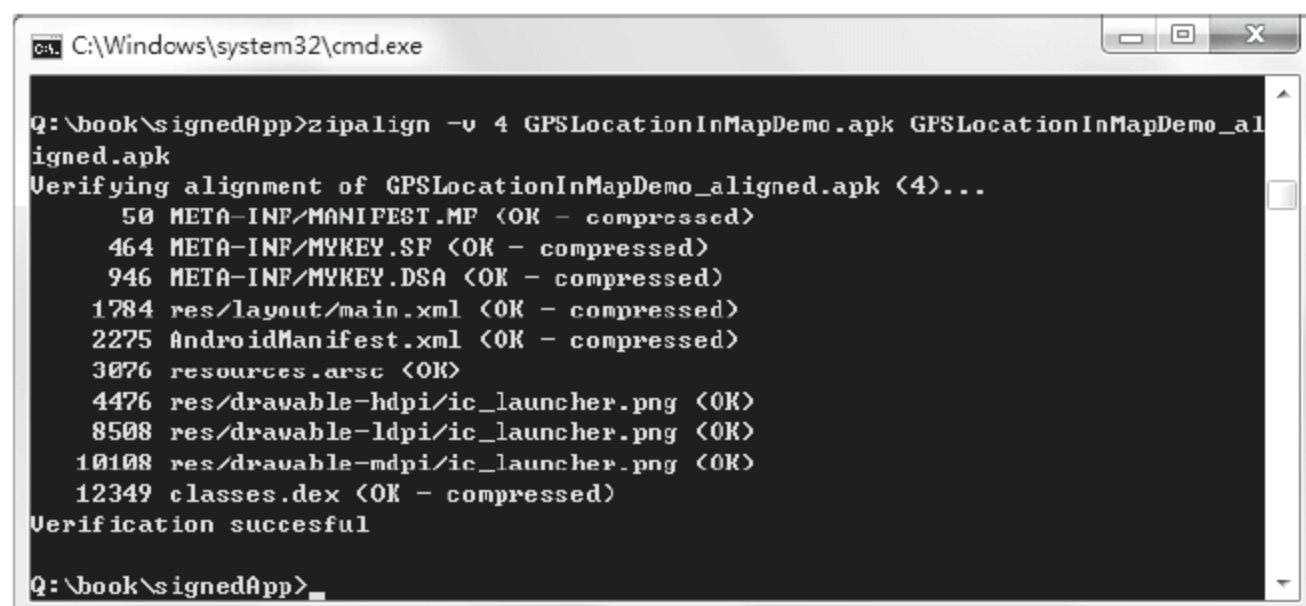 C:\Windows\system32\cmd.exe
Q:\book\signedApp>zipalign -v 4 GPSLocationInMapDemo.apk GPSLocationInMapDemo_al
igned.apk
Verifying alignment of GPSLocationInMapDemo_aligned.apk (4)...
50 META-INF/MANIFEST.MF (OK - compressed)
464 META-INF/MYKEY.SF (OK - compressed)
946 META-INF/MYKEY.DSA (OK - compressed)
1784 res/layout/main.xml (OK - compressed)
2275 AndroidManifest.xml (OK - compressed)
3076 resources.arsc (OK)
4476 res/drawable-hdpi/ic_launcher.png (OK)
8508 res/drawable-ldpi/ic_launcher.png (OK)
10108 res/drawable-mdpi/ic_launcher.png (OK)
12349 classes.dex (OK - compressed)
Verification succesful
Q:\book\signedApp>_